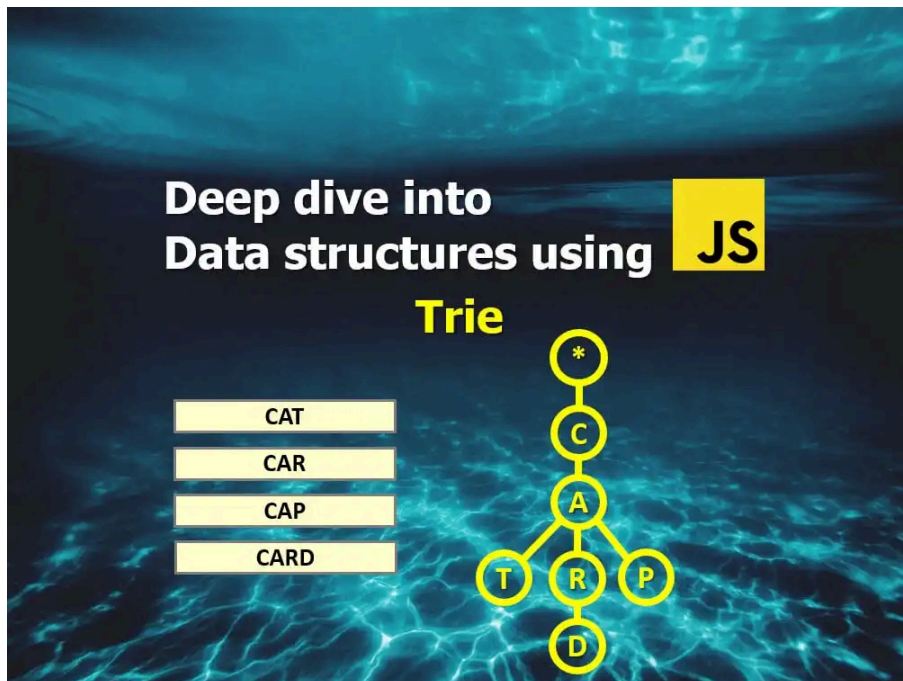 Deep dive into
Data structures using JS
Trie
*
CAT
C
CAR
A
CAP
T R P
CARD
D